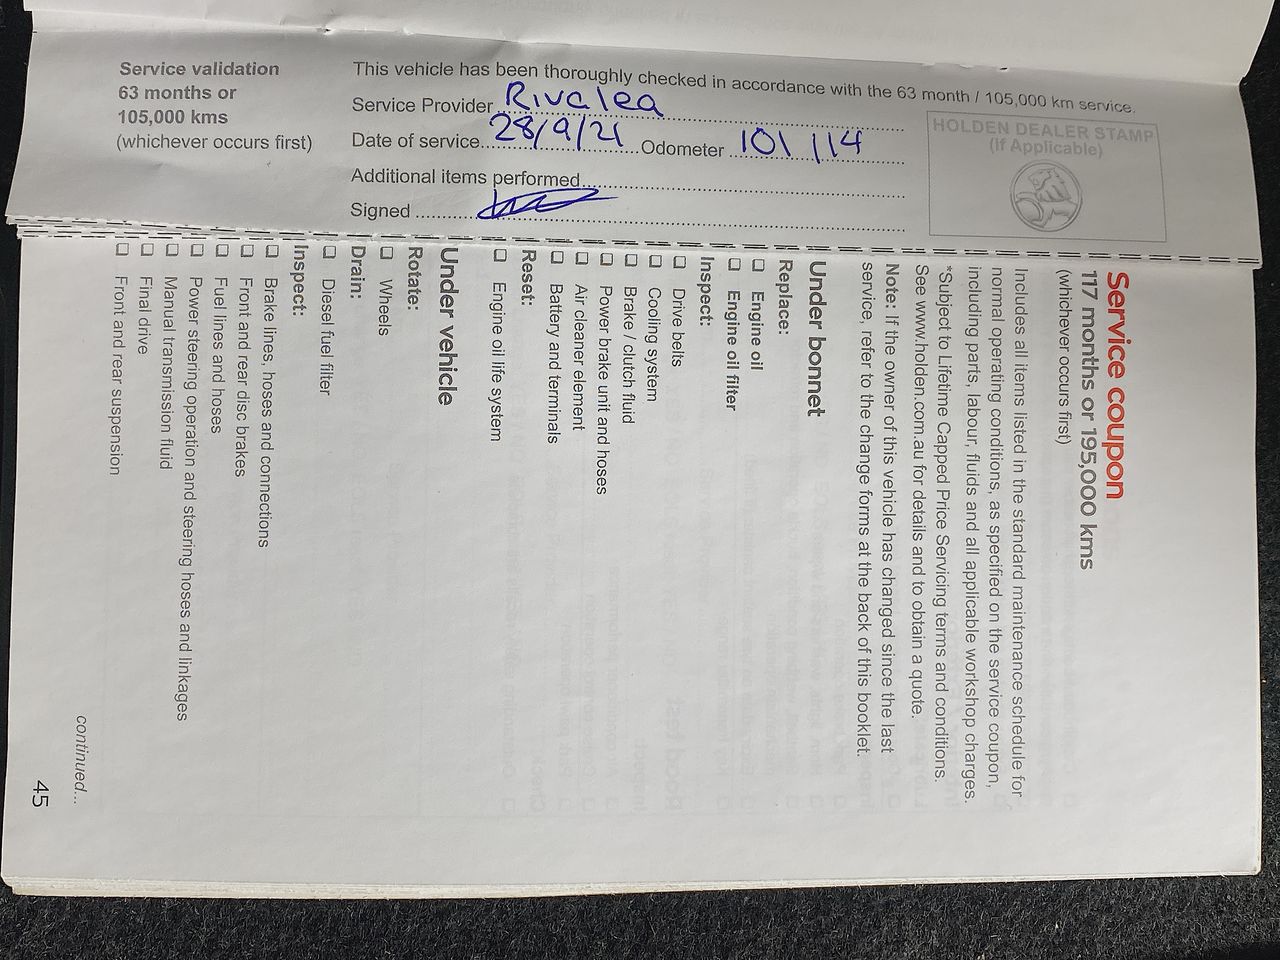 Service validation
63 months or
105,000 kms
(whichever occurs first)
This vehicle has been thoroughly checked in accordance with the 63 month / 105,000 km service.
Service Provider Rivalea
Date of service 28/9/21 Odometer 101 114
Additional items performed
Signed
HOLDEN DEALER STAMP
(If Applicable)
Service coupon
117 months or 195,000 kms
(whichever occurs first)
Includes all items listed in the standard maintenance schedule for
normal operating conditions, as specified on the service coupon,
including parts, labour, fluids and all applicable workshop charges.
*Subject to Lifetime Capped Price Servicing terms and conditions.
See www.holden.com.au for details and to obtain a quote.
Note: If the owner of this vehicle has changed since the last
service, refer to the change forms at the back of this booklet.
Under bonnet
Replace:
Engine oil
Engine oil filter
Inspect:
Drive belts
Cooling system
Brake / clutch fluid
Power brake unit and hoses
Air cleaner element
Battery and terminals
Reset:
Engine oil life system
Under vehicle
Rotate:
Wheels
Drain:
Diesel fuel filter
Inspect:
Brake lines, hoses and connections
Front and rear disc brakes
Fuel lines and hoses
Power steering operation and steering hoses and linkages
Manual transmission fluid
Final drive
Front and rear suspension
continued...
45